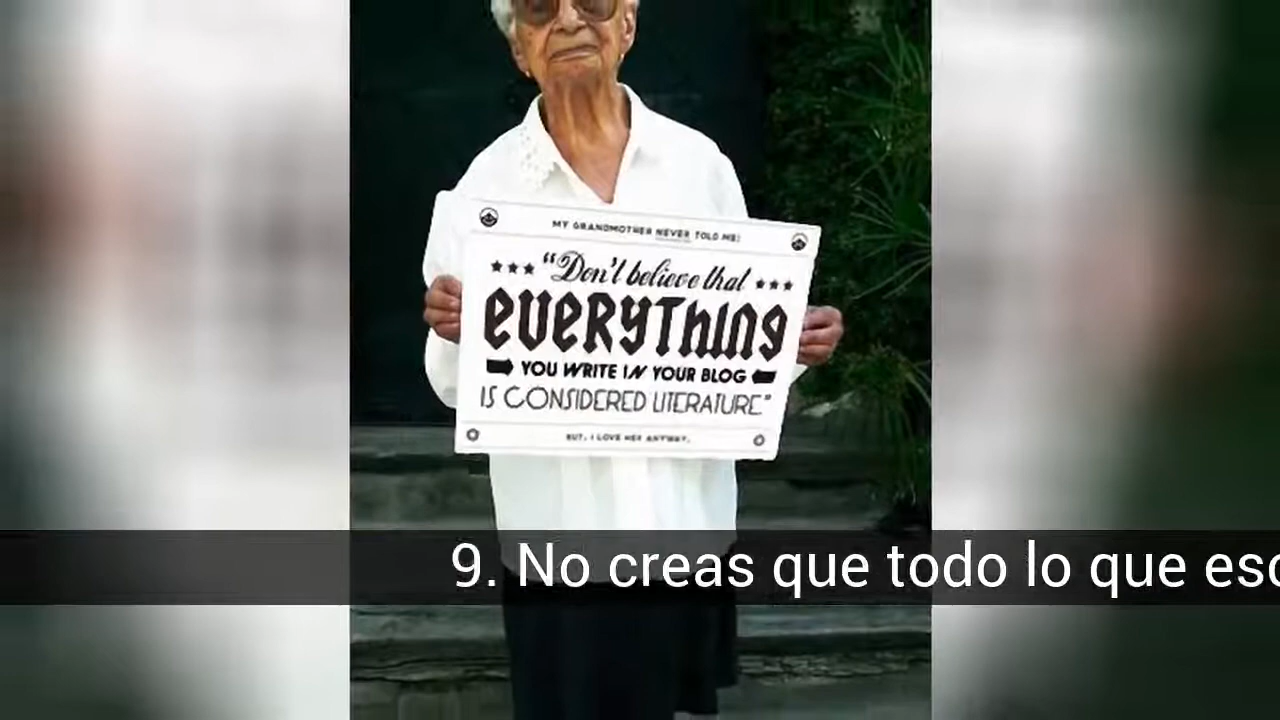 MY GRANDMOTHER NEVER TOLD ME:
"Don't believe that
EVERYTHING
YOU WRITE IN YOUR BLOG
IS CONSIDERED LITERATURE"
BUT, I LOVE HER ANYWAY.
9. No creas que todo lo que esc